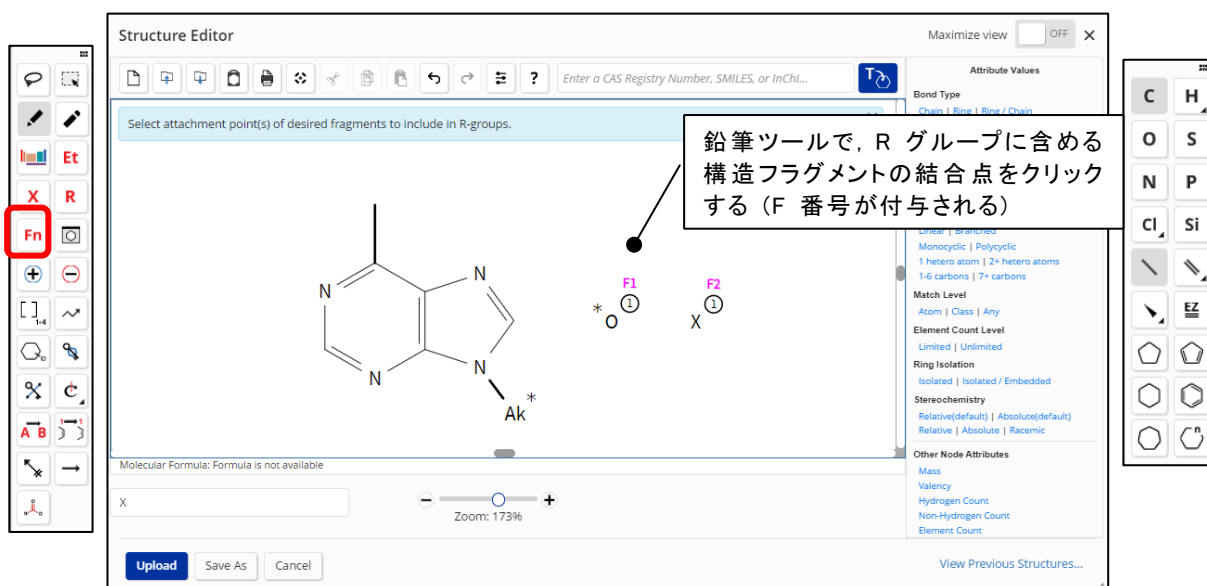 Structure Editor
Maximize view
OFF
Enter a CAS Registry Number, SMILES, or InChI...
Select attachment point(s) of desired fragments to include in R-groups.
鉛筆ツールで, R グループに含める
構造フラグメントの結合点をクリック
する (F 番号が付与される)
Et
X
R
Fn
1-4
A B
N
N
N
N
Ak
*
F1
1
* O
F2
1
X
Attribute Values
Bond Type
Chain | Ring | Ring / Chain
Linear | Branched
Monocyclic | Polycyclic
1 hetero atom | 2+ hetero atoms
1-6 carbons | 7+ carbons
Match Level
Atom | Class | Any
Element Count Level
Limited | Unlimited
Ring Isolation
Isolated | Isolated / Embedded
Stereochemistry
Relative(default) | Absolute(default)
Relative | Absolute | Racemic
Other Node Attributes
Mass
Valency
Hydrogen Count
Non-Hydrogen Count
Element Count
C H
O S
N P
Cl Si
EZ
Molecular Formula: Formula is not available
X
Zoom: 173%
Upload
Save As
Cancel
View Previous Structures...